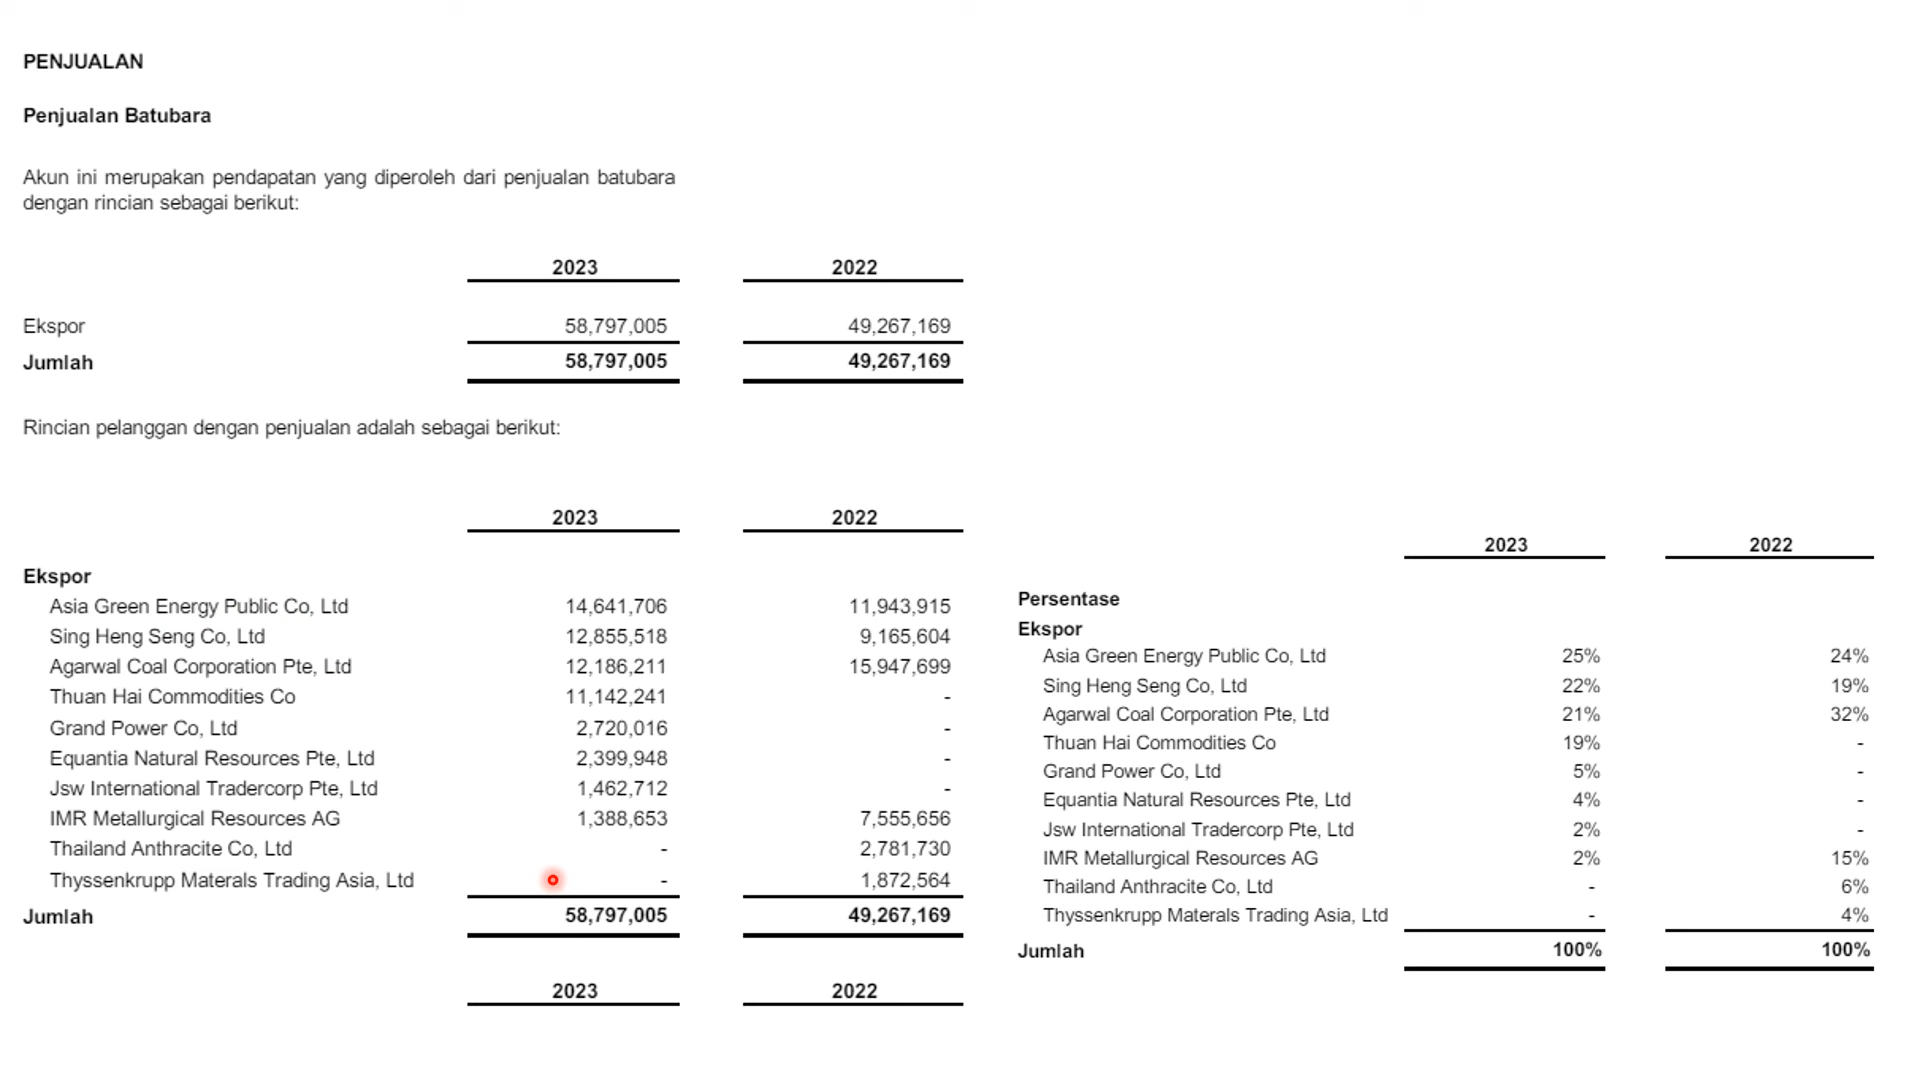 PENJUALAN
Penjualan Batubara
Akun ini merupakan pendapatan yang diperoleh dari penjualan batubara
dengan rincian sebagai berikut:
2023 2022
Ekspor 58,797,005 49,267,169
Jumlah 58,797,005 49,267,169
Rincian pelanggan dengan penjualan adalah sebagai berikut:
2023 2022
Ekspor
Asia Green Energy Public Co, Ltd 14,641,706 11,943,915
Sing Heng Seng Co, Ltd 12,855,518 9,165,604
Agarwal Coal Corporation Pte, Ltd 12,186,211 15,947,699
Thuan Hai Commodities Co 11,142,241 -
Grand Power Co, Ltd 2,720,016 -
Equantia Natural Resources Pte, Ltd 2,399,948 -
Jsw International Tradercorp Pte, Ltd 1,462,712 -
IMR Metallurgical Resources AG 1,388,653 7,555,656
Thailand Anthracite Co, Ltd - 2,781,730
Thyssenkrupp Materals Trading Asia, Ltd - 1,872,564
Jumlah 58,797,005 49,267,169
2023 2022
2023 2022
Persentase
Ekspor
Asia Green Energy Public Co, Ltd 25% 24%
Sing Heng Seng Co, Ltd 22% 19%
Agarwal Coal Corporation Pte, Ltd 21% 32%
Thuan Hai Commodities Co 19% -
Grand Power Co, Ltd 5% -
Equantia Natural Resources Pte, Ltd 4% -
Jsw International Tradercorp Pte, Ltd 2% -
IMR Metallurgical Resources AG 2% 15%
Thailand Anthracite Co, Ltd - 6%
Thyssenkrupp Materals Trading Asia, Ltd - 4%
Jumlah 100% 100%